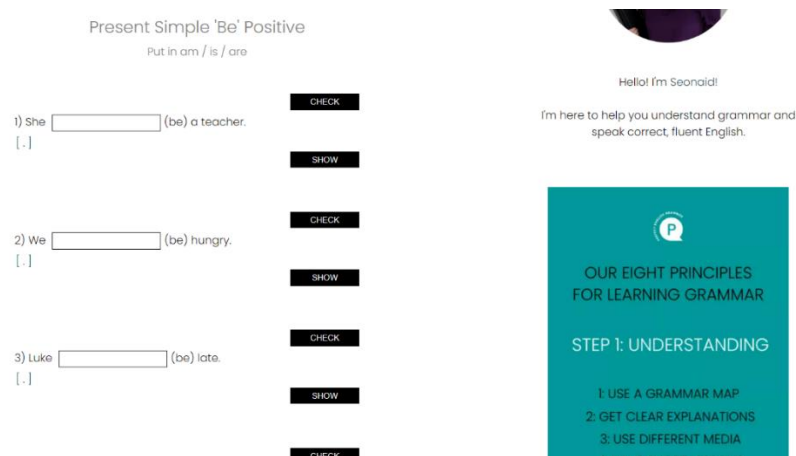 Present Simple 'Be' Positive
Put in am / is / are
CHECK
1) She (be) a teacher.
[ . ]
SHOW
CHECK
2) We (be) hungry.
[ . ]
SHOW
CHECK
3) Luke (be) late.
[ . ]
SHOW
CHECK
Hello! I'm Seonaid!
I'm here to help you understand grammar and
speak correct, fluent English.
P
OUR EIGHT PRINCIPLES
FOR LEARNING GRAMMAR
STEP 1: UNDERSTANDING
1: USE A GRAMMAR MAP
2: GET CLEAR EXPLANATIONS
3: USE DIFFERENT MEDIA